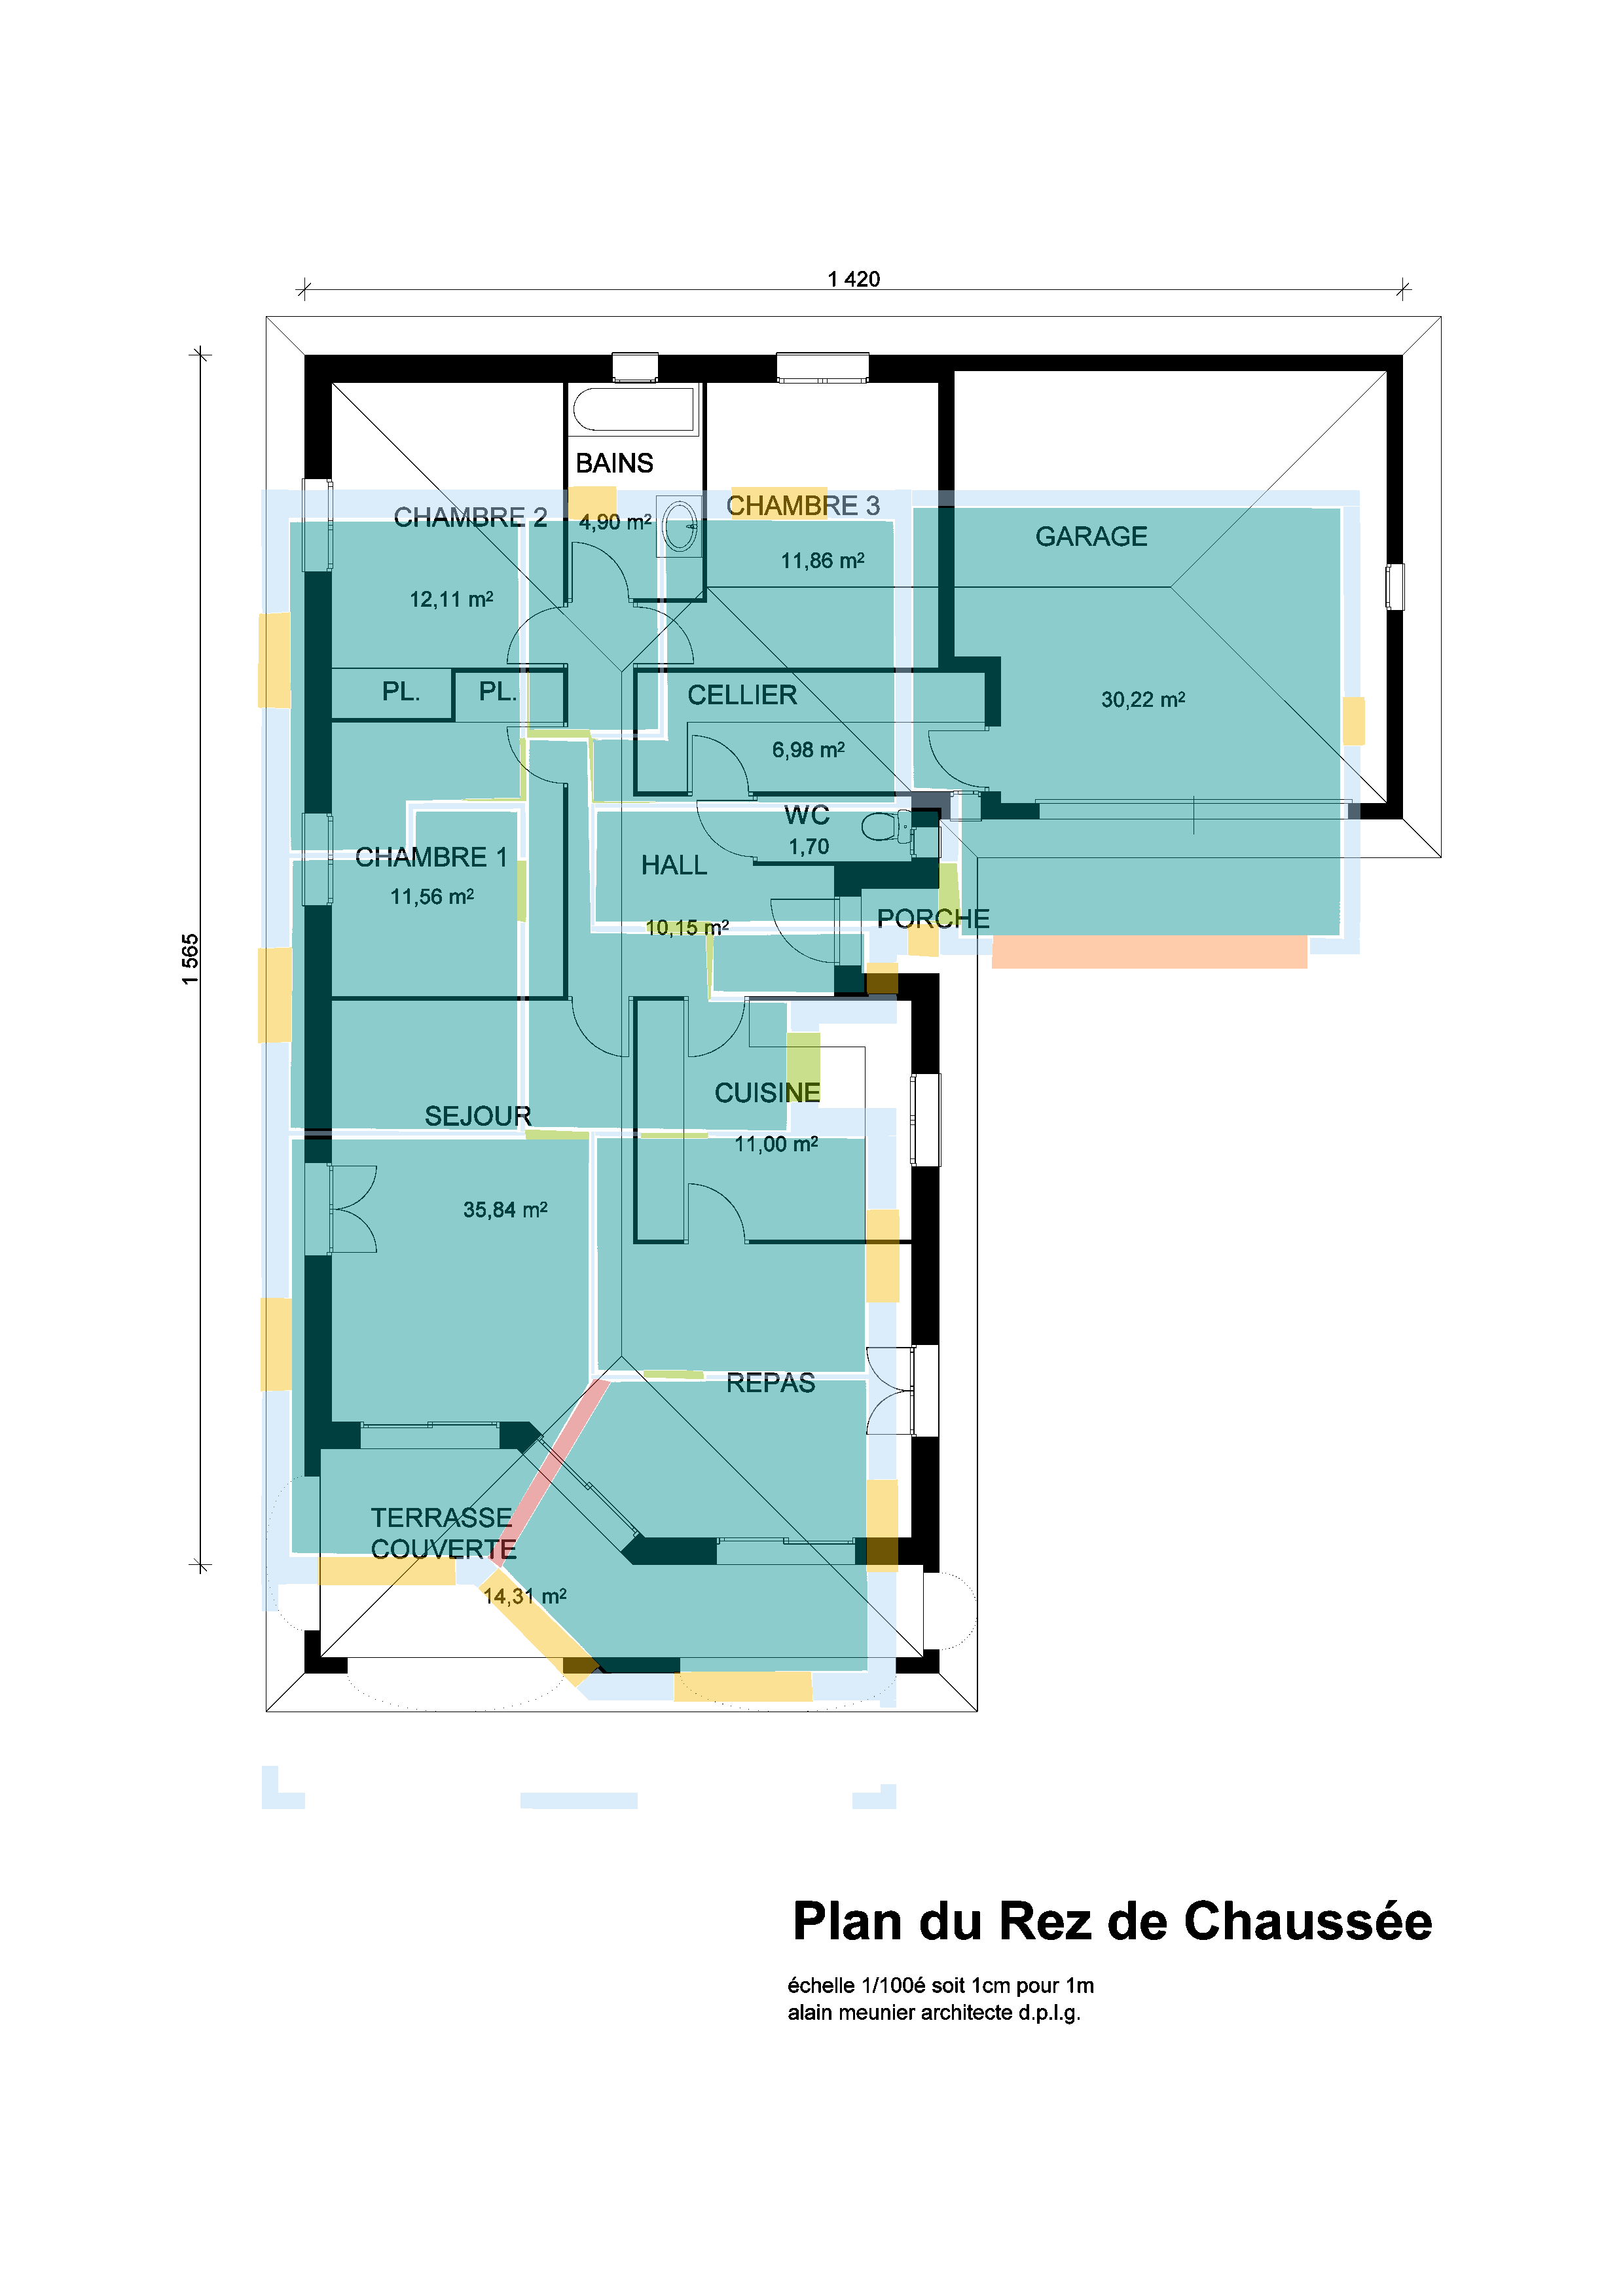 1 420
BAINS
CHAMBRE 2
4,90 m²
CHAMBRE 3
GARAGE
11,86 m²
12,11 m²
PL.
PL.
CELLIER
30,22 m²
6,98 m²
WC
1,70
CHAMBRE 1
HALL
11,56 m²
PORCHE
10,15 m²
1 565
CUISINE
SEJOUR
11,00 m²
35,84 m²
REPAS
TERRASSE
COUVERTE
14,31 m²
Plan du Rez de Chaussée
échelle 1/100é soit 1cm pour 1m
alain meunier architecte d.p.l.g.